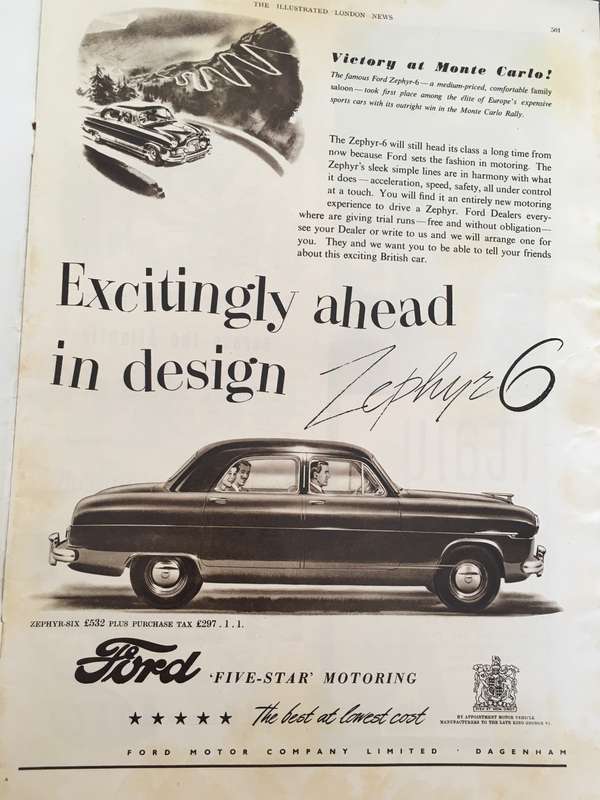 THE ILLUSTRATED LONDON NEWS
501
Victory at Monte Carlo!
The famous Ford Zephyr-6—a medium-priced, comfortable family
saloon—took first place among the elite of Europe's expensive
sports cars with its outright win in the Monte Carlo Rally.
The Zephyr-6 will still head its class a long time from
now because Ford sets the fashion in motoring. The
Zephyr's sleek simple lines are in harmony with what
it does—acceleration, speed, safety, all under control
at a touch. You will find it an entirely new motoring
experience to drive a Zephyr. Ford Dealers every-
where are giving trial runs—free and without obligation—
see your Dealer or write to us and we will arrange one for
you. They and we want you to be able to tell your friends
about this exciting British car.
Excitingly ahead
in design Zephyr 6
ZEPHYR-SIX £532 PLUS PURCHASE TAX £297.1.1.
Ford 'FIVE-STAR' MOTORING
★★★★★ The best at lowest cost
BY APPOINTMENT MOTOR VEHICLE
MANUFACTURERS TO THE LATE KING GEORGE VI.
FORD MOTOR COMPANY LIMITED · DAGENHAM